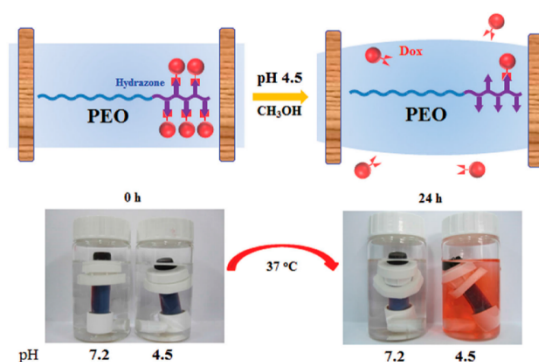 Hydrazone
PEO
pH 4.5
CH₃OH
Dox
PEO
0 h
24 h
37 °C
pH 7.2 4.5
7.2 4.5